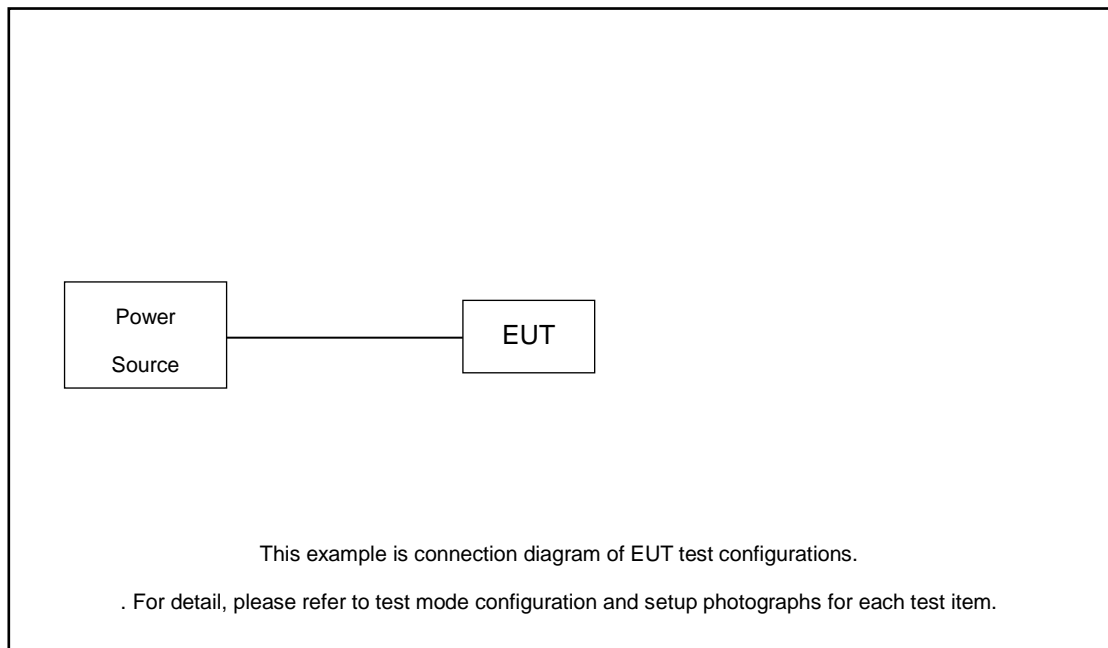 Power
Source
EUT
This example is connection diagram of EUT test configurations.
. For detail, please refer to test mode configuration and setup photographs for each test item.